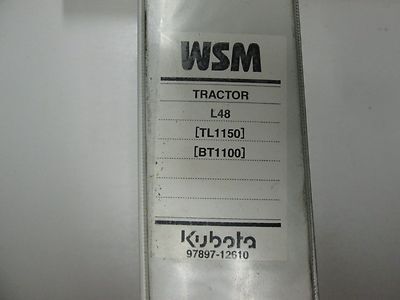 WSM
TRACTOR
L48
[TL1150]
[BT1100]
Kubota
97897-12610